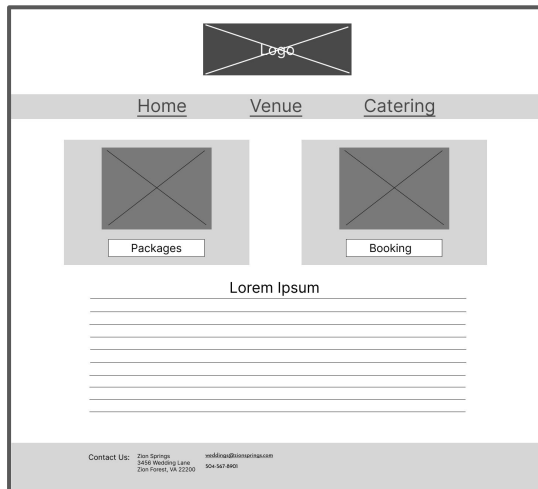 Logo
Home Venue Catering
Packages Booking
Lorem Ipsum
Contact Us: Zion Springs weddings@zionsprings.com
3456 Wedding Lane
Zion Forest, VA 22200 504-567-8901